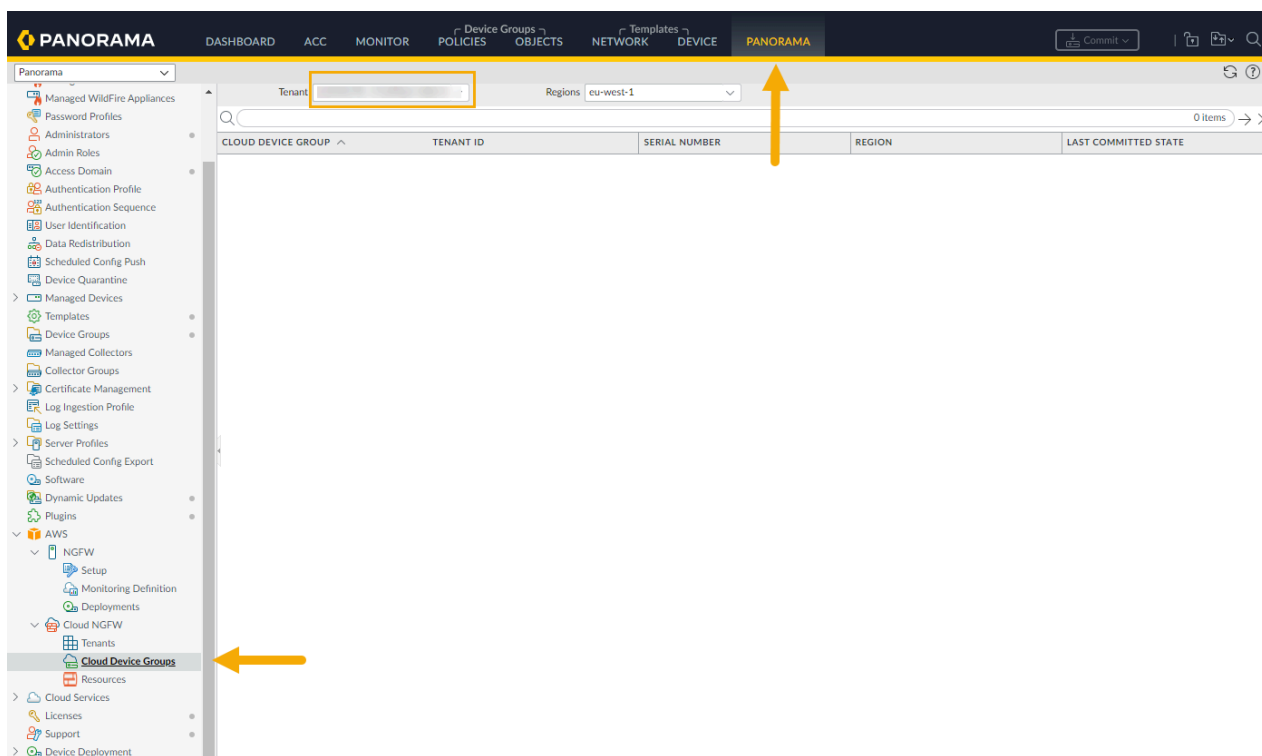 Device Groups
Templates
PANORAMA
DASHBOARD ACC MONITOR POLICIES OBJECTS NETWORK DEVICE PANORAMA
Commit
Panorama
Tenant
Regions eu-west-1
0 items
CLOUD DEVICE GROUP TENANT ID SERIAL NUMBER REGION LAST COMMITTED STATE
Managed WildFire Appliances
Password Profiles
Administrators
Admin Roles
Access Domain
Authentication Profile
Authentication Sequence
User Identification
Data Redistribution
Scheduled Config Push
Device Quarantine
Managed Devices
Templates
Device Groups
Managed Collectors
Collector Groups
Certificate Management
Log Ingestion Profile
Log Settings
Server Profiles
Scheduled Config Export
Software
Dynamic Updates
Plugins
AWS
NGFW
Setup
Monitoring Definition
Deployments
Cloud NGFW
Tenants
Cloud Device Groups
Resources
Cloud Services
Licenses
Support
Device Deployment